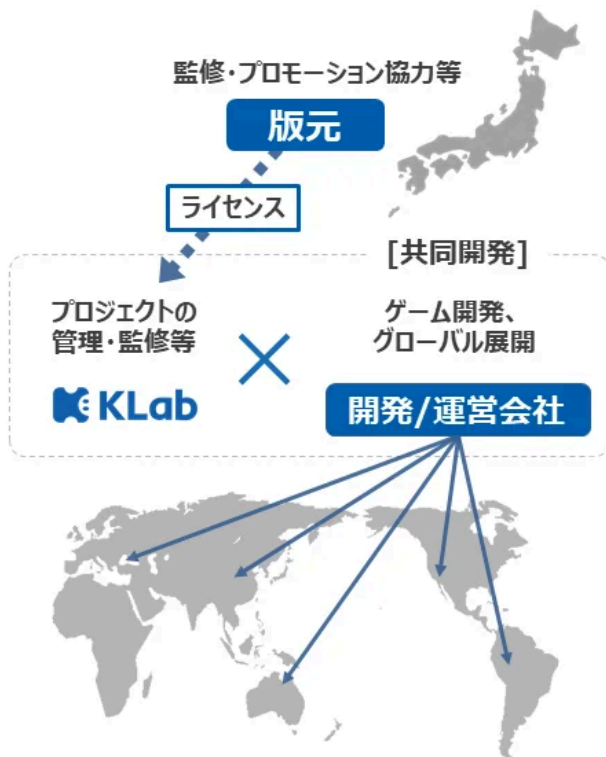 監修・プロモーション協力等
版元
ライセンス
[共同開発]
プロジェクトの
管理・監修等
KLab
ゲーム開発、
グローバル展開
開発/運営会社